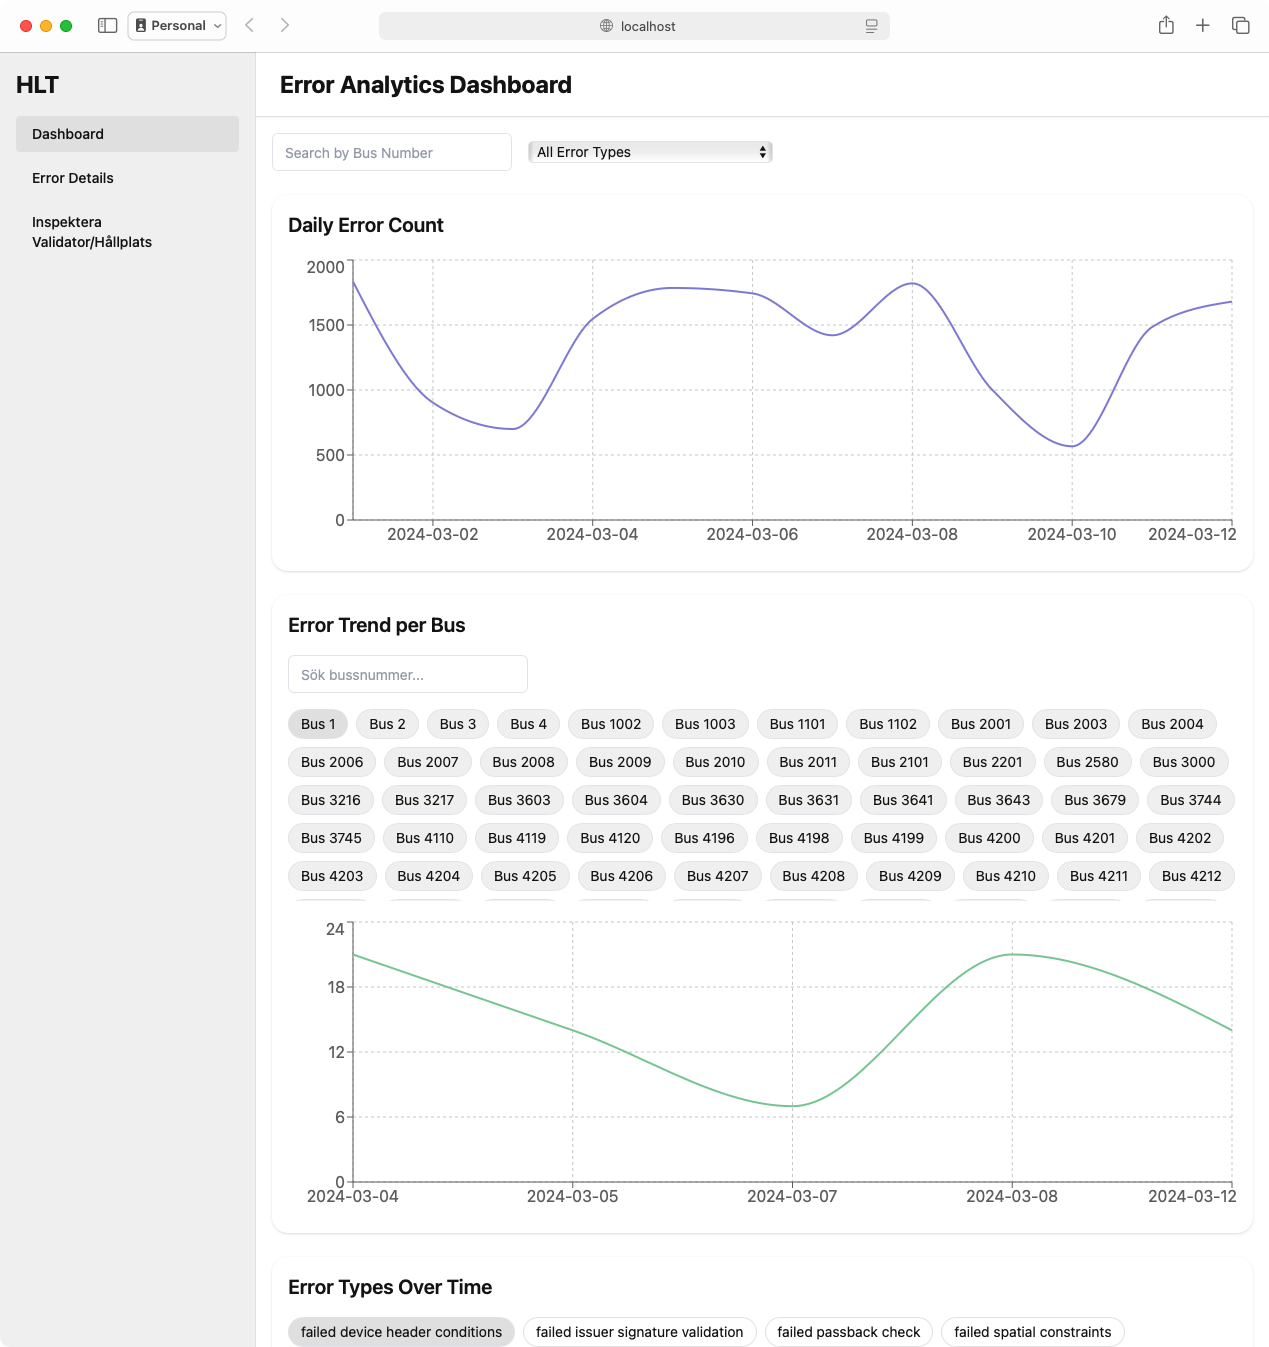 Personal
localhost
HLT
Error Analytics Dashboard
Dashboard
Error Details
Inspektera
Validator/Hållplats
Search by Bus Number
All Error Types
Daily Error Count
2000
1500
1000
500
0
2024-03-02 2024-03-04 2024-03-06 2024-03-08 2024-03-10 2024-03-12
Error Trend per Bus
Sök bussnummer...
Bus 1 Bus 2 Bus 3 Bus 4 Bus 1002 Bus 1003 Bus 1101 Bus 1102 Bus 2001 Bus 2003 Bus 2004
Bus 2006 Bus 2007 Bus 2008 Bus 2009 Bus 2010 Bus 2011 Bus 2101 Bus 2201 Bus 2580 Bus 3000
Bus 3216 Bus 3217 Bus 3603 Bus 3604 Bus 3630 Bus 3631 Bus 3641 Bus 3643 Bus 3679 Bus 3744
Bus 3745 Bus 4110 Bus 4119 Bus 4120 Bus 4196 Bus 4198 Bus 4199 Bus 4200 Bus 4201 Bus 4202
Bus 4203 Bus 4204 Bus 4205 Bus 4206 Bus 4207 Bus 4208 Bus 4209 Bus 4210 Bus 4211 Bus 4212
24
18
12
6
0
2024-03-04 2024-03-05 2024-03-07 2024-03-08 2024-03-12
Error Types Over Time
failed device header conditions failed issuer signature validation failed passback check failed spatial constraints